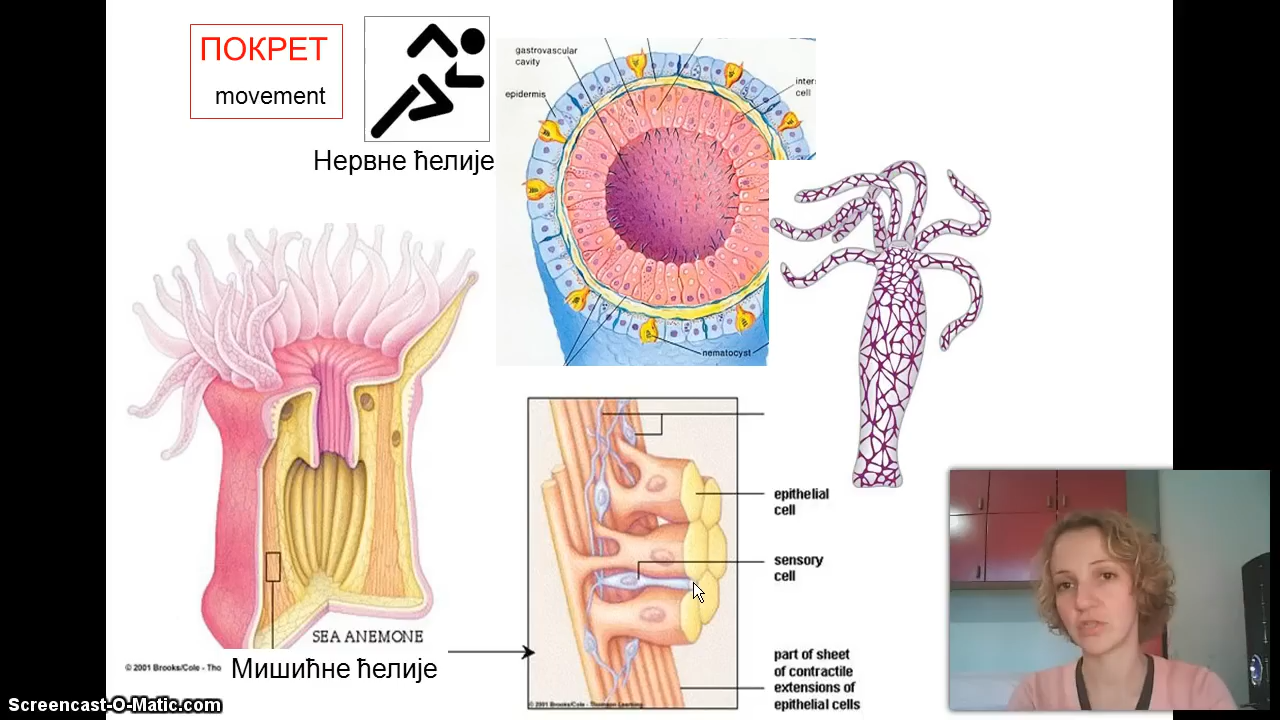 ПОКРЕТ
movement
Нервне ћелије
gastrovascular
cavity
epidermis
cell
nematocyst
epithelial
cell
sensory
cell
part of sheet
of contractile
extensions of
epithelial cells
SEA ANEMONE
© 2001 Brooks/Cole - Tho
Мишићне ћелије
© 2001 Brooks/Cole - Thomson Learning
Screencast-O-Matic.com